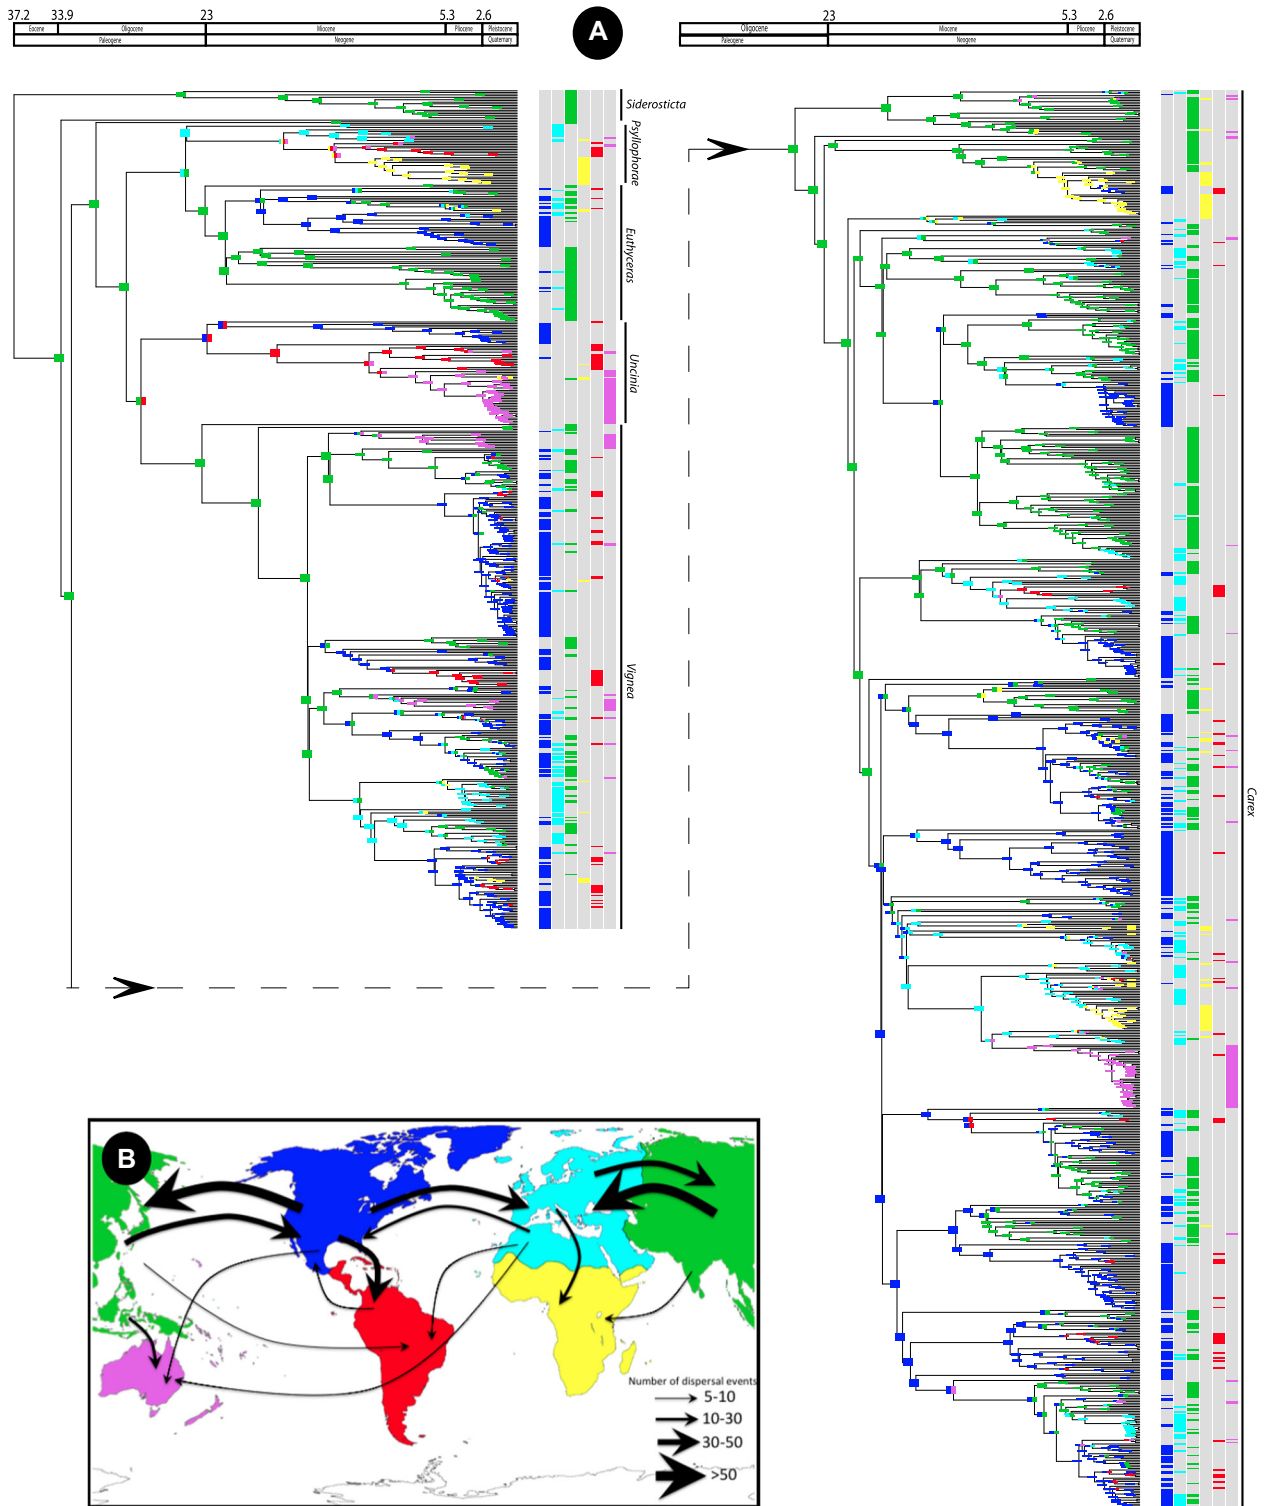 37.2 33.9 23 5.3 2.6
Eocene Oligocene Miocene Pliocene Pleistocene
Paleogene Neogene Quaternary
A
23 5.3 2.6
Oligocene Miocene Pliocene Pleistocene
Paleogene Neogene Quaternary
Siderosticta
Psyllophorae
Euthyceras
Uncinia
Vignea
Carex
B
Number of dispersal events
5-10
10-30
30-50
>50